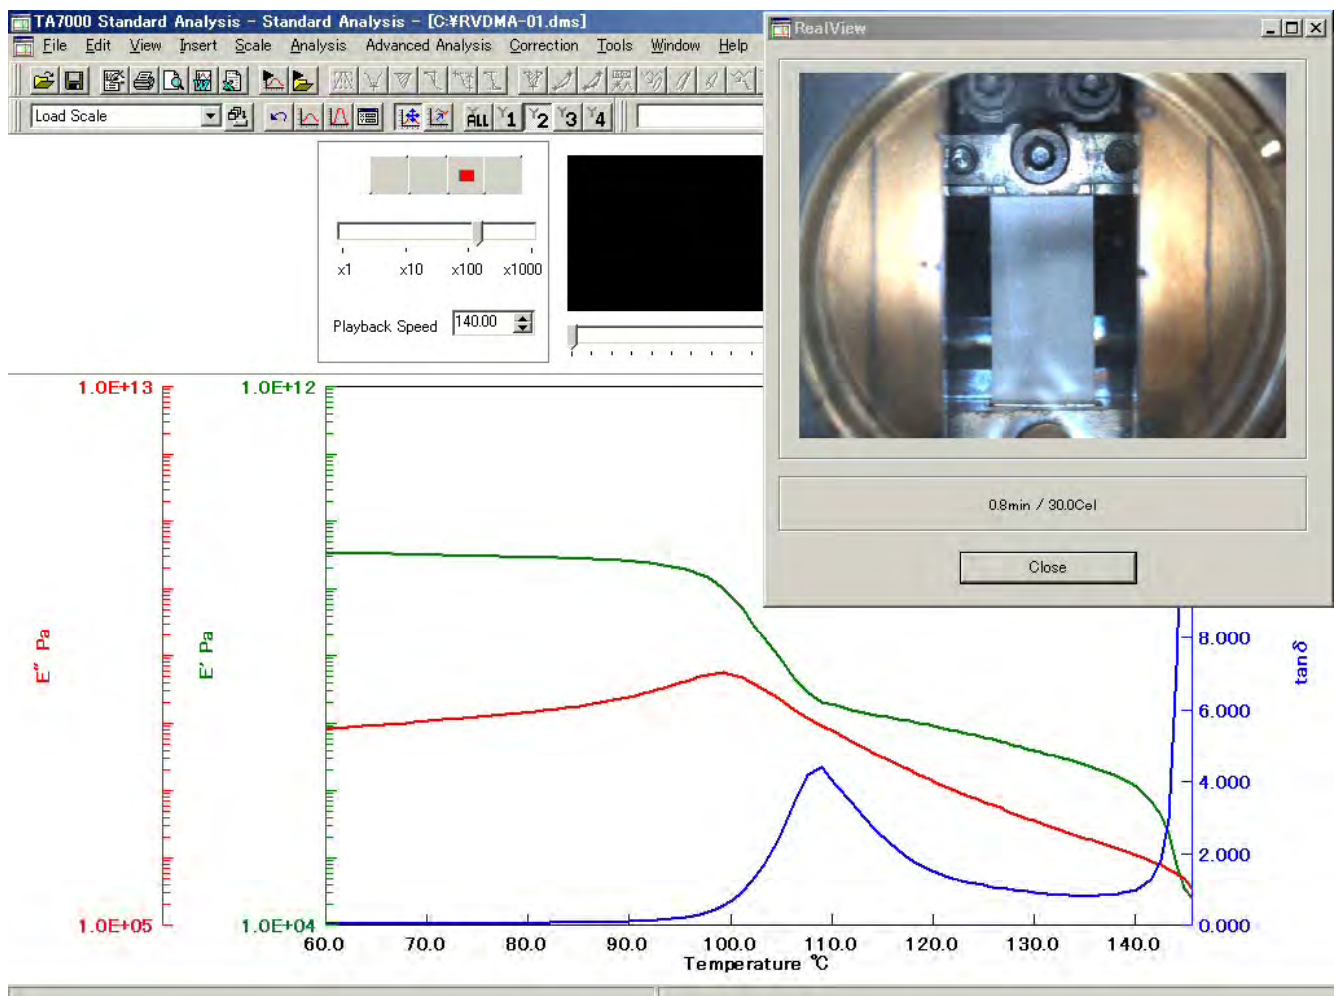 TA7000 Standard Analysis - Standard Analysis - [C:¥RVDMA-01.dms]
File Edit View Insert Scale Analysis Advanced Analysis Correction Tools Window Help
Load Scale
ALL Y1 Y2 Y3 Y4
x1 x10 x100 x1000
Playback Speed 140.00
RealView
0.8min / 30.0Cel
Close
1.0E+13
1.0E+12
E″ Pa
E′ Pa
8.000
6.000
4.000
2.000
0.000
tanδ
1.0E+05
1.0E+04
60.0 70.0 80.0 90.0 100.0 110.0 120.0 130.0 140.0
Temperature ℃